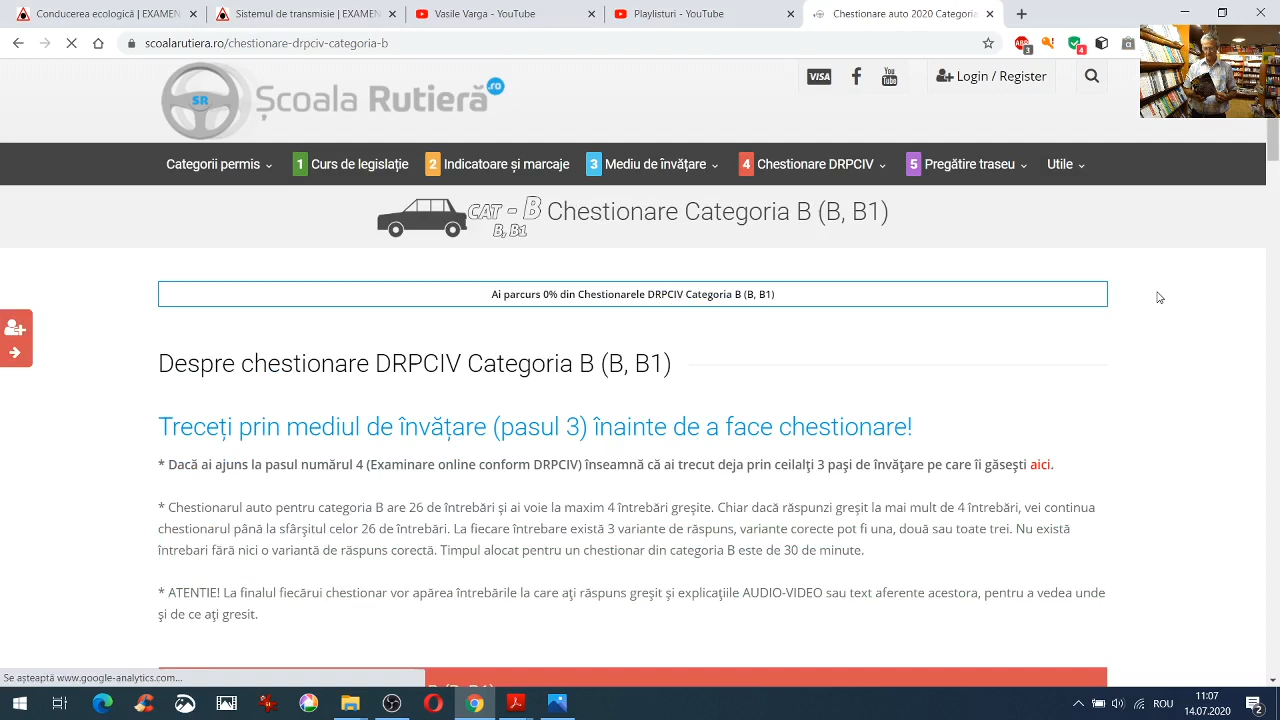 Conducerea ecologică | EXAMEN
Sistemul de transmisie | EXAMEN
Vasile Varga - YouTube
Playlisturi - YouTube
Chestionare auto 2020 Categoria
scoalarutiera.ro/chestionare-drpciv-categoria-b
SR Școala Rutieră .ro
VISA
You Tube
Login / Register
Categorii permis
1 Curs de legislație
2 Indicatoare și marcaje
3 Mediu de învățare
4 Chestionare DRPCIV
5 Pregătire traseu
Utile
CAT - B
B, B1
Chestionare Categoria B (B, B1)
Ai parcurs 0% din Chestionarele DRPCIV Categoria B (B, B1)
Despre chestionare DRPCIV Categoria B (B, B1)
Treceți prin mediul de învățare (pasul 3) înainte de a face chestionare!
* Dacă ai ajuns la pasul numărul 4 (Examinare online conform DRPCIV) înseamnă că ai trecut deja prin ceilalți 3 pași de învățare pe care îi găsești aici.
* Chestionarul auto pentru categoria B are 26 de întrebări și ai voie la maxim 4 întrebări greșite. Chiar dacă răspunzi greșit la mai mult de 4 întrebări, vei continua
chestionarul până la sfârșitul celor 26 de întrebări. La fiecare întrebare există 3 variante de răspuns, variante corecte pot fi una, două sau toate trei. Nu există
întrebari fără nici o variantă de răspuns corectă. Timpul alocat pentru un chestionar din categoria B este de 30 de minute.
* ATENTIE! La finalul fiecărui chestionar vor apărea întrebările la care ați răspuns greșit și explicațiile AUDIO-VIDEO sau text aferente acestora, pentru a vedea unde
și de ce ați gresit.
Se așteaptă www.google-analytics.com...
ROU
11:07
14.07.2020
2